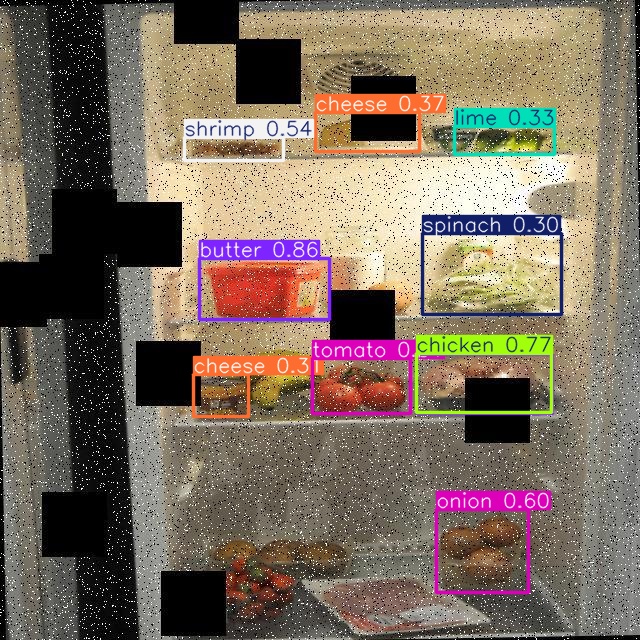 cheese 0.37
lime 0.33
shrimp 0.54
spinach 0.30
butter 0.86
chicken 0.77
tomato 0.
cheese 0.31
onion 0.60